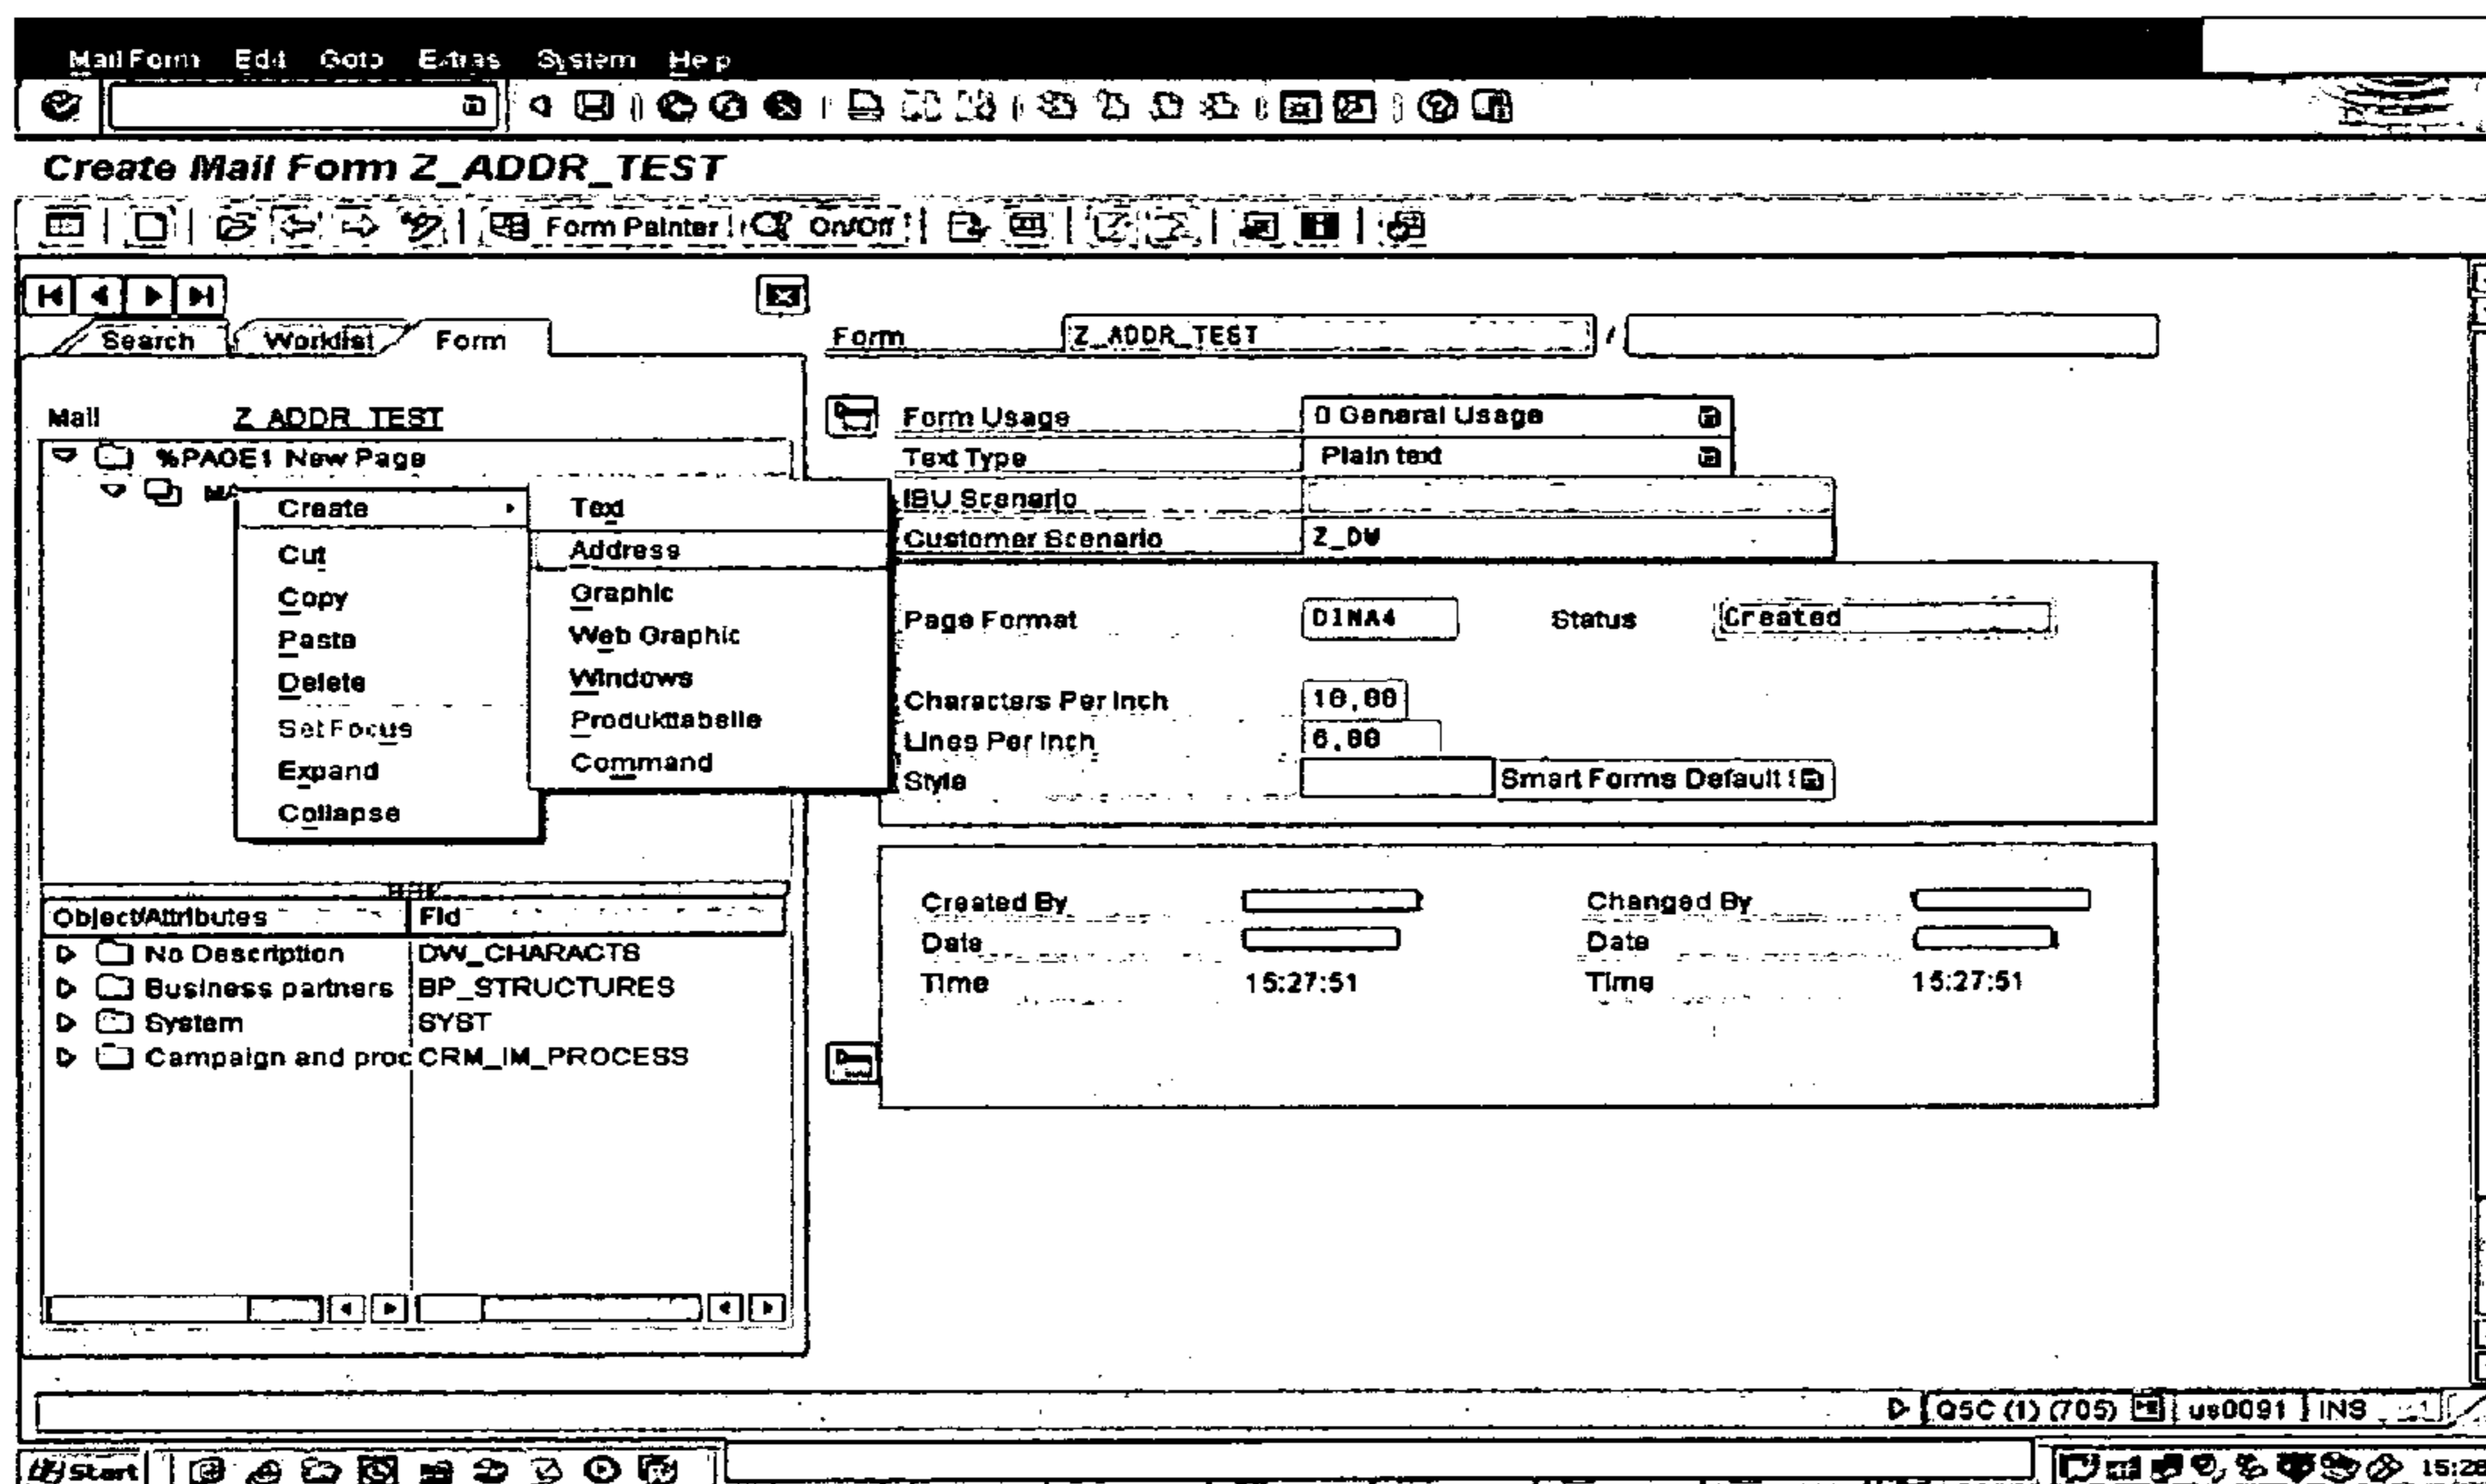 Mail Form Edit Goto Extras System Help
Create Mail Form Z_ADDR_TEST
Form Painter On/Off
Search Worklist Form
Form Z_ADDR_TEST /
Mail Z_ADDR_TEST
%PAGE1 New Page
Create
Cut
Copy
Paste
Delete
Set Focus
Expand
Collapse
Text
Address
Graphic
Web Graphic
Windows
Produkttabelle
Command
Form Usage 0 General Usage
Text Type Plain text
IBU Scenario
Customer Scenario Z_DW
Page Format DINA4 Status Created
Characters Per Inch 10,00
Lines Per Inch 6,00
Style Smart Forms Default
Object/Attributes Fld
No Description DW_CHARACTS
Business partners BP_STRUCTURES
System SYST
Campaign and proc CRM_IM_PROCESS
Created By Changed By
Date Date
Time 15:27:51 Time 15:27:51
Q5C (1) (705) us0091 INS
Start 15:28